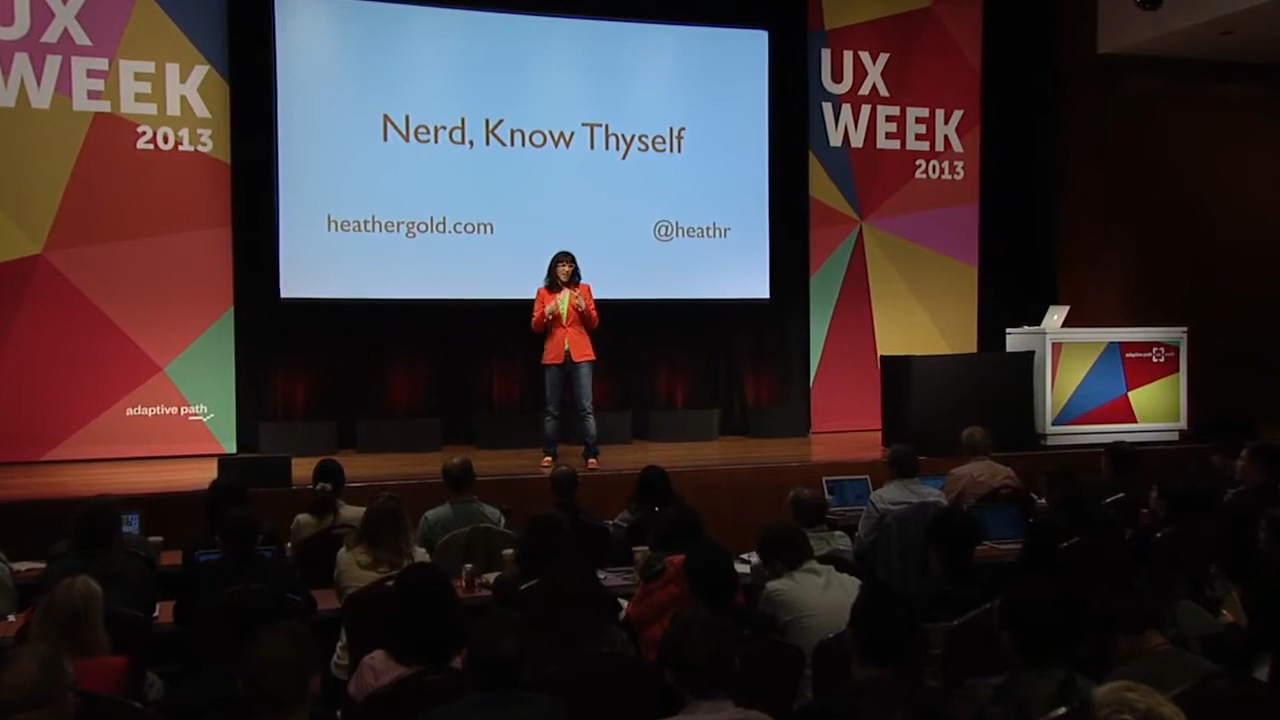 UX
WEEK
2013
adaptive path
Nerd, Know Thyself
heathergold.com
@heathr
UX
WEEK
2013
adaptive path